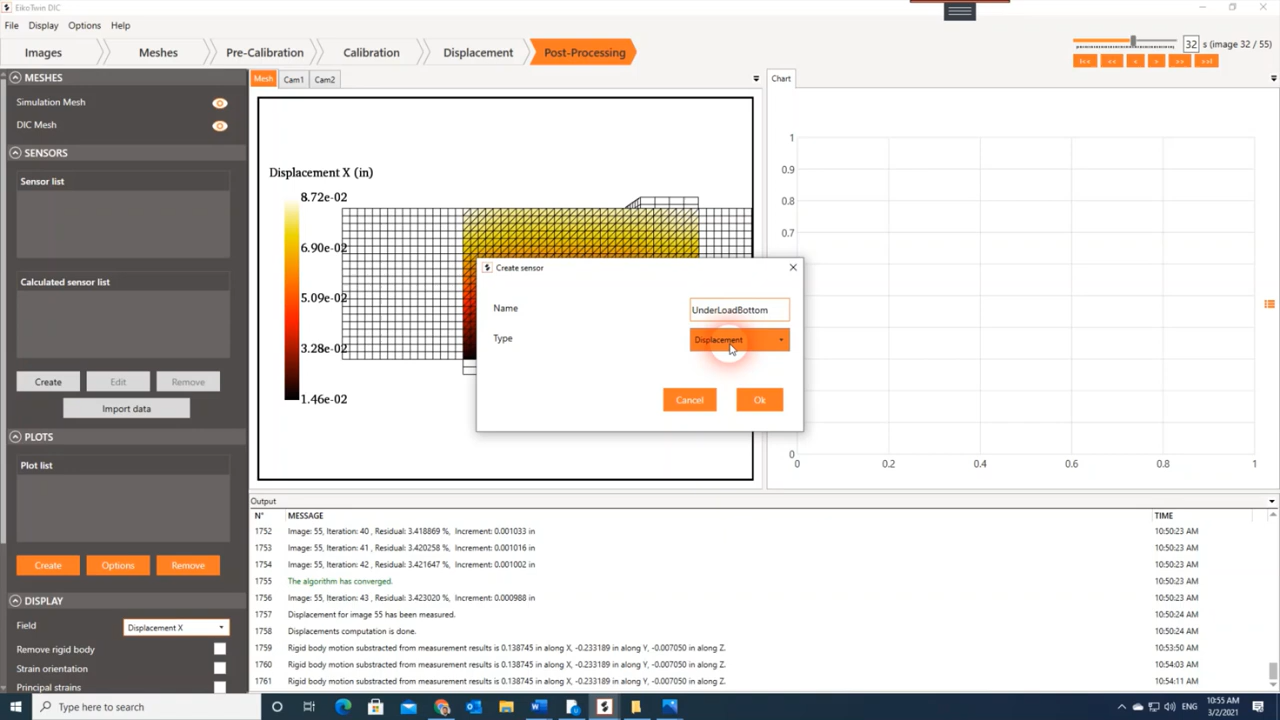 EikoTwin DIC
File Display Options Help
Images Meshes Pre-Calibration Calibration Displacement Post-Processing
32 s (image 32 / 55)
|<< << < > >> >>|
MESHES
Simulation Mesh
DIC Mesh
SENSORS
Sensor list
Calculated sensor list
Create Edit Remove
Import data
PLOTS
Plot list
Create Options Remove
DISPLAY
Field Displacement X
Remove rigid body
Strain orientation
Principal strains
Mesh Cam1 Cam2
Displacement X (in)
8.72e-02
6.90e-02
5.09e-02
3.28e-02
1.46e-02
Create sensor
Name UnderLoadBottom
Type Displacement
Cancel Ok
Chart
1
0.9
0.8
0.7
0
0 0.2 0.4 0.6 0.8 1
Output
N° MESSAGE TIME
1752 Image: 55, Iteration: 40 , Residual: 3.418869 %, Increment: 0.001033 in 10:50:23 AM
1753 Image: 55, Iteration: 41 , Residual: 3.420258 %, Increment: 0.001016 in 10:50:23 AM
1754 Image: 55, Iteration: 42 , Residual: 3.421647 %, Increment: 0.001002 in 10:50:23 AM
1755 The algorithm has converged. 10:50:23 AM
1756 Image: 55, Iteration: 43 , Residual: 3.423020 %, Increment: 0.000988 in 10:50:23 AM
1757 Displacement for image 55 has been measured. 10:50:24 AM
1758 Displacements computation is done. 10:50:24 AM
1759 Rigid body motion substracted from measurement results is 0.138745 in along X, -0.233189 in along Y, -0.007050 in along Z. 10:53:50 AM
1760 Rigid body motion substracted from measurement results is 0.138745 in along X, -0.233189 in along Y, -0.007050 in along Z. 10:54:03 AM
1761 Rigid body motion substracted from measurement results is 0.138745 in along X, -0.233189 in along Y, -0.007050 in along Z. 10:54:11 AM
Type here to search
10:55 AM
3/2/2021